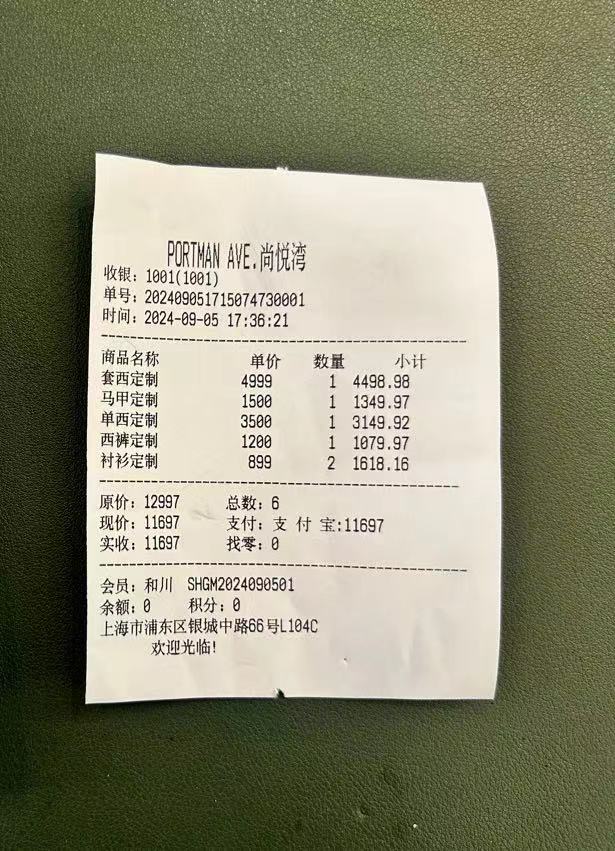 PORTMAN AVE.尚悦湾
收银: 1001(1001)
单号: 202409051715074730001
时间: 2024-09-05 17:36:21
商品名称 单价 数量 小计
套西定制 4999 1 4498.98
马甲定制 1500 1 1349.97
单西定制 3500 1 3149.92
西裤定制 1200 1 1079.97
衬衫定制 899 2 1618.16
原价: 12997 总数: 6
现价: 11697 支付: 支 付 宝:11697
实收: 11697 找零: 0
会员: 和川 SHGM2024090501
余额: 0 积分: 0
上海市浦东区银城中路66号L104C
欢迎光临!